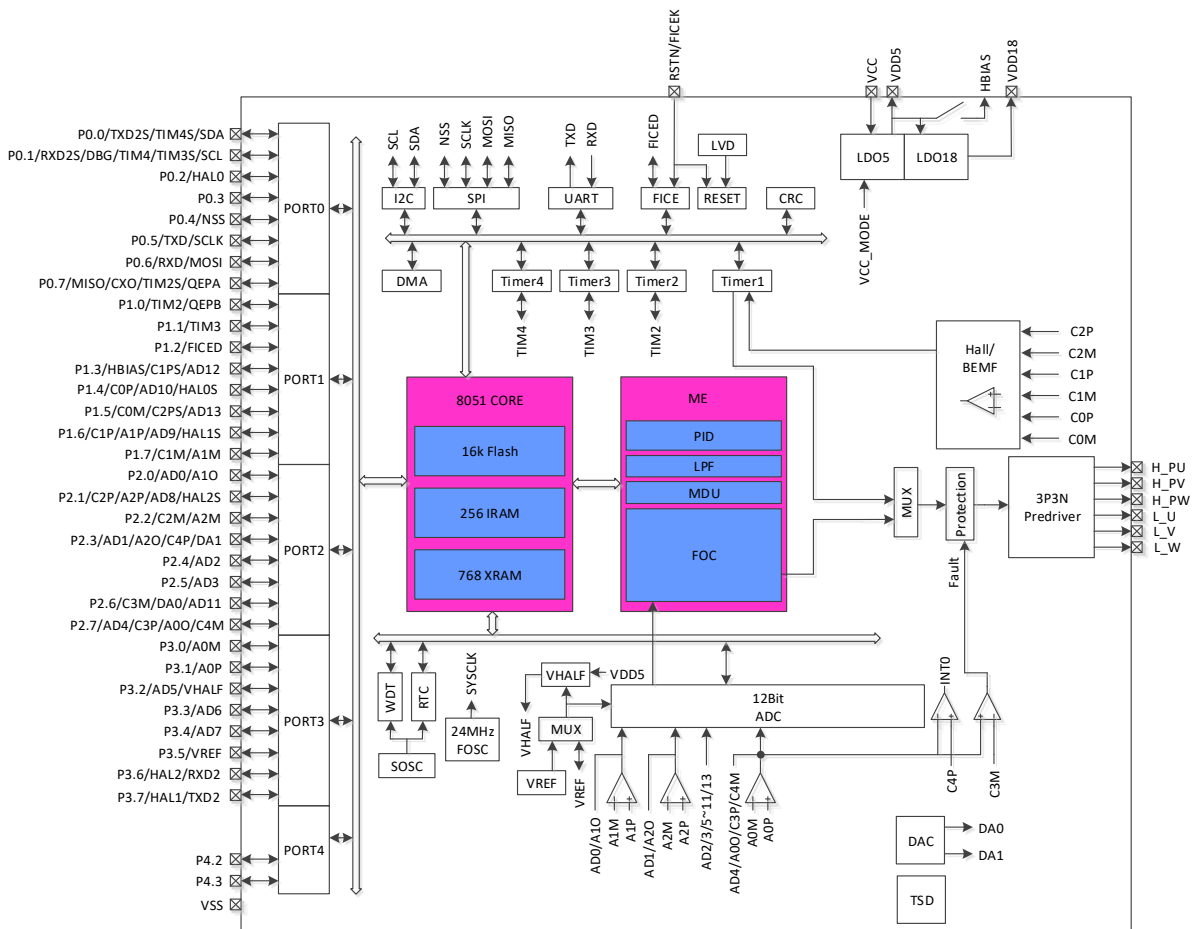 RSTN/FICEK
VCC
VDD5
HBIAS
VDD18
P0.0/TXD2S/TIM4S/SDA
P0.1/RXD2S/DBG/TIM4/TIM3S/SCL
P0.2/HAL0
P0.3
P0.4/NSS
P0.5/TXD/SCLK
P0.6/RXD/MOSI
P0.7/MISO/CXO/TIM2S/QEPA
P1.0/TIM2/QEPB
P1.1/TIM3
P1.2/FICED
P1.3/HBIAS/C1PS/AD12
P1.4/C0P/AD10/HAL0S
P1.5/C0M/C2PS/AD13
P1.6/C1P/A1P/AD9/HAL1S
P1.7/C1M/A1M
P2.0/AD0/A1O
P2.1/C2P/A2P/AD8/HAL2S
P2.2/C2M/A2M
P2.3/AD1/A2O/C4P/DA1
P2.4/AD2
P2.5/AD3
P2.6/C3M/DA0/AD11
P2.7/AD4/C3P/A0O/C4M
P3.0/A0M
P3.1/A0P
P3.2/AD5/VHALF
P3.3/AD6
P3.4/AD7
P3.5/VREF
P3.6/HAL2/RXD2
P3.7/HAL1/TXD2
P4.2
P4.3
VSS
PORT0
PORT1
PORT2
PORT3
PORT4
SCL
SDA
NSS
SCLK
MOSI
MISO
TXD
RXD
FICED
LVD
I2C
SPI
UART
FICE
RESET
CRC
DMA
Timer4
Timer3
Timer2
Timer1
TIM4
TIM3
TIM2
LDO5
LDO18
VCC_MODE
Hall/
BEMF
C2P
C2M
C1P
C1M
C0P
C0M
8051 CORE
16k Flash
256 IRAM
768 XRAM
ME
PID
LPF
MDU
FOC
MUX
Protection
Fault
3P3N
Predriver
H_PU
H_PV
H_PW
L_U
L_V
L_W
WDT
RTC
SOSC
SYSCLK
24MHz
FOSC
VHALF
VDD5
VHALF
MUX
VREF
VREF
12Bit
ADC
AD0/A1O
A1M
A1P
AD1/A2O
A2M
A2P
AD2/3/5~11/13
AD4/A0O/C3P/C4M
A0M
A0P
INT0
C4P
C3M
DAC
DA0
DA1
TSD